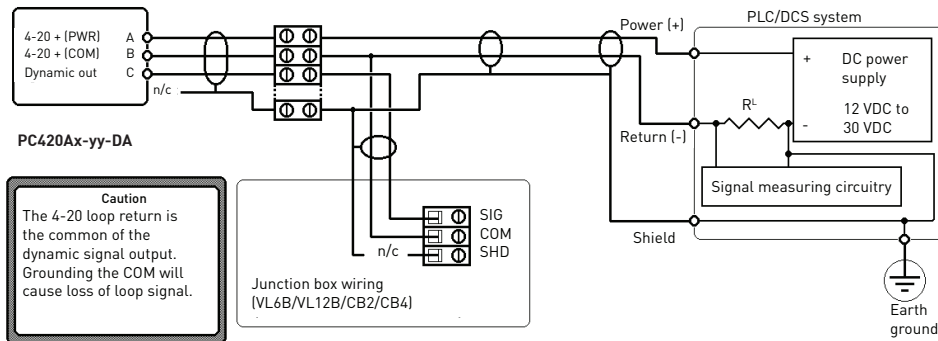 4-20 + (PWR) A
4-20 + (COM) B
Dynamic out C
n/c
PC420Ax-yy-DA
Caution
The 4-20 loop return is
the common of the
dynamic signal output.
Grounding the COM will
cause loss of loop signal.
SIG
COM
SHD
n/c
Junction box wiring
(VL6B/VL12B/CB2/CB4)
Power (+)
Return (-)
Shield
PLC/DCS system
+
DC power
supply
12 VDC to
30 VDC
-
RL
Signal measuring circuitry
Earth
ground